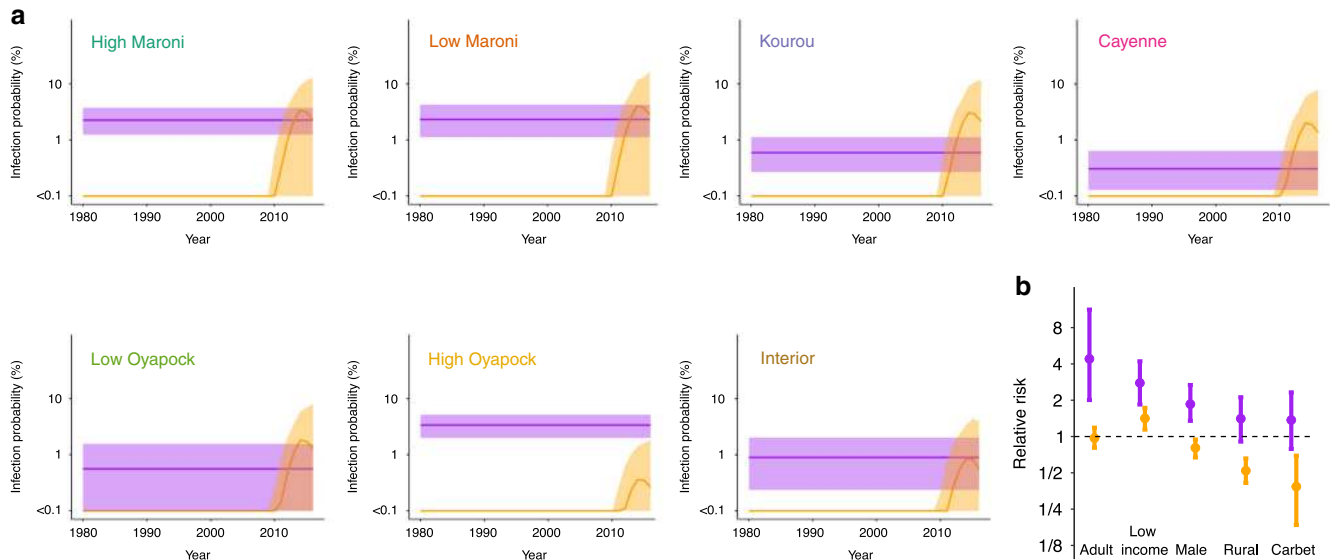 a
High Maroni
Infection probability (%)
10
1
<0.1
1980 1990 2000 2010
Year
Low Maroni
Infection probability (%)
10
1
<0.1
1980 1990 2000 2010
Year
Kourou
Infection probability (%)
10
1
<0.1
1980 1990 2000 2010
Year
Cayenne
Infection probability (%)
10
1
<0.1
1980 1990 2000 2010
Year
Low Oyapock
Infection probability (%)
10
1
<0.1
1980 1990 2000 2010
Year
High Oyapock
Infection probability (%)
10
1
<0.1
1980 1990 2000 2010
Year
Interior
Infection probability (%)
10
1
<0.1
1980 1990 2000 2010
Year
b
Relative risk
8
4
2
1
1/2
1/4
1/8
Adult
Low
income
Male
Rural
Carbet